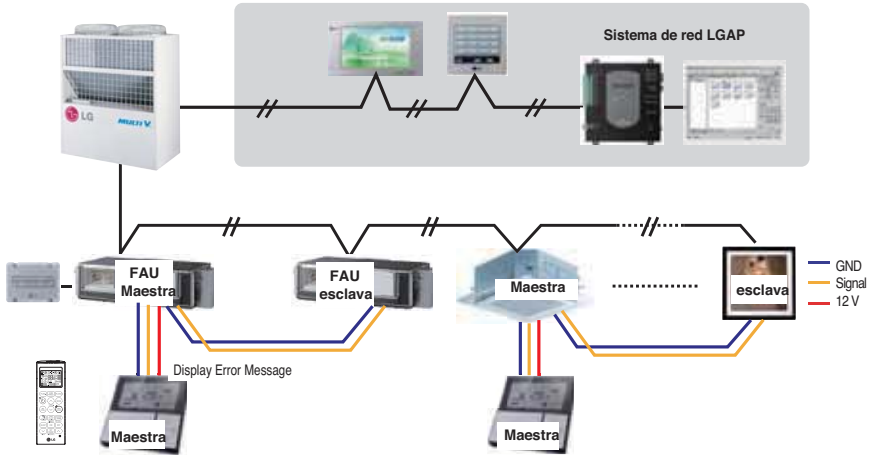 Sistema de red LGAP
LG
MULTI V
FAU
Maestra
FAU
esclava
Maestra
esclava
GND
Signal
12 V
Display Error Message
Maestra
Maestra
LG